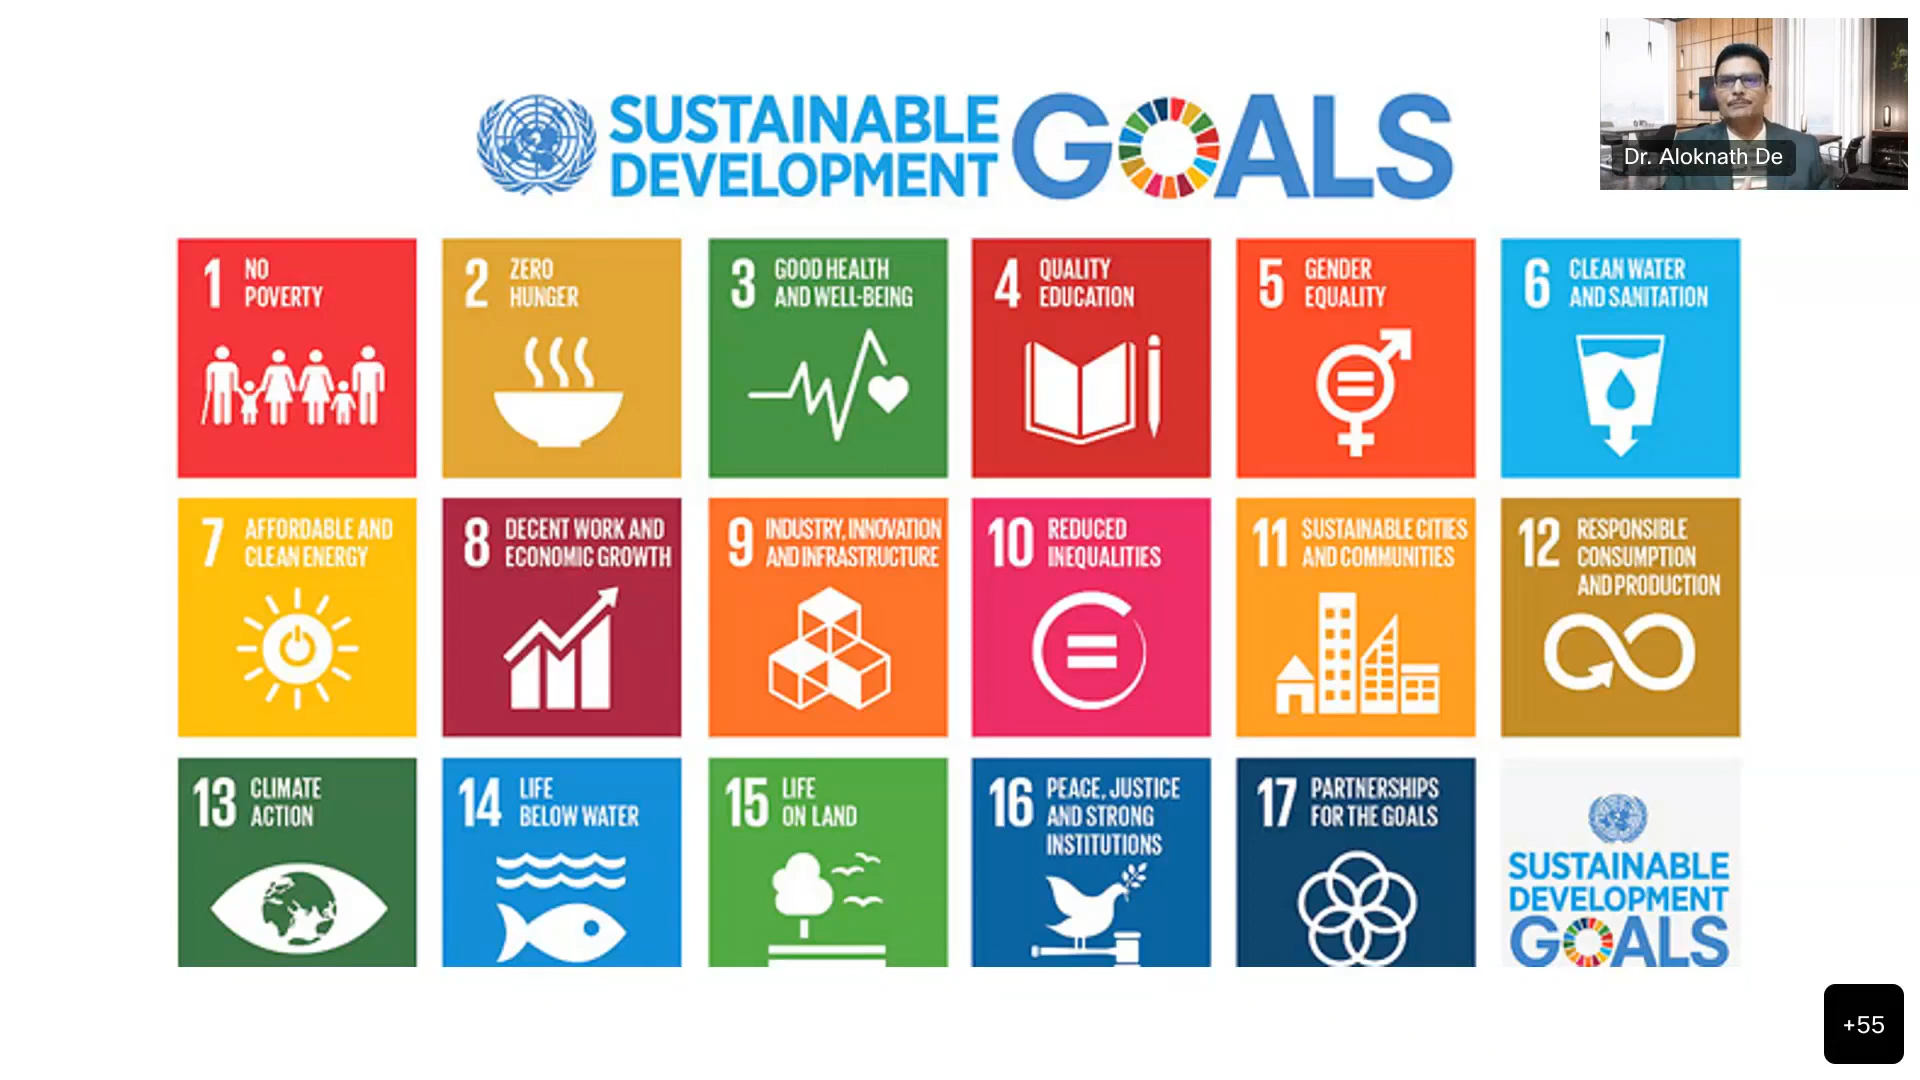 SUSTAINABLE
DEVELOPMENT
GOALS
Dr. Aloknath De
1 NO
POVERTY
2 ZERO
HUNGER
3 GOOD HEALTH
AND WELL-BEING
4 QUALITY
EDUCATION
5 GENDER
EQUALITY
6 CLEAN WATER
AND SANITATION
7 AFFORDABLE AND
CLEAN ENERGY
8 DECENT WORK AND
ECONOMIC GROWTH
9 INDUSTRY, INNOVATION
AND INFRASTRUCTURE
10 REDUCED
INEQUALITIES
11 SUSTAINABLE CITIES
AND COMMUNITIES
12 RESPONSIBLE
CONSUMPTION
AND PRODUCTION
13 CLIMATE
ACTION
14 LIFE
BELOW WATER
15 LIFE
ON LAND
16 PEACE, JUSTICE
AND STRONG
INSTITUTIONS
17 PARTNERSHIPS
FOR THE GOALS
SUSTAINABLE
DEVELOPMENT
GOALS
+55